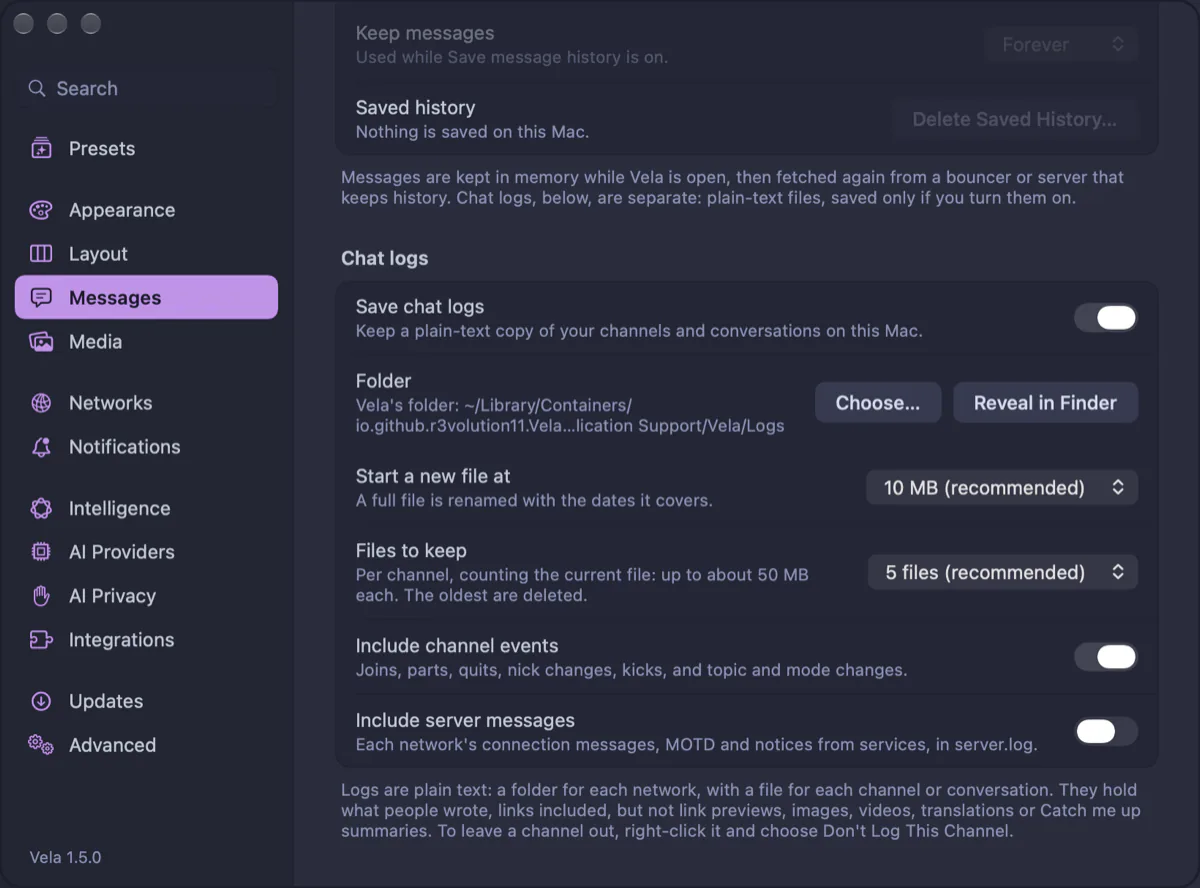 Search
Presets
Appearance
Layout
Messages
Media
Networks
Notifications
Intelligence
AI Providers
AI Privacy
Integrations
Updates
Advanced
Vela 1.5.0
Keep messages
Used while Save message history is on.
Forever
Saved history
Nothing is saved on this Mac.
Delete Saved History...
Messages are kept in memory while Vela is open, then fetched again from a bouncer or server that
keeps history. Chat logs, below, are separate: plain-text files, saved only if you turn them on.
Chat logs
Save chat logs
Keep a plain-text copy of your channels and conversations on this Mac.
Folder
Vela's folder: ~/Library/Containers/
io.github.r3volution11.Vela...lication Support/Vela/Logs
Choose...
Reveal in Finder
Start a new file at
A full file is renamed with the dates it covers.
10 MB (recommended)
Files to keep
Per channel, counting the current file: up to about 50 MB
each. The oldest are deleted.
5 files (recommended)
Include channel events
Joins, parts, quits, nick changes, kicks, and topic and mode changes.
Include server messages
Each network's connection messages, MOTD and notices from services, in server.log.
Logs are plain text: a folder for each network, with a file for each channel or conversation. They hold
what people wrote, links included, but not link previews, images, videos, translations or Catch me up
summaries. To leave a channel out, right-click it and choose Don't Log This Channel.